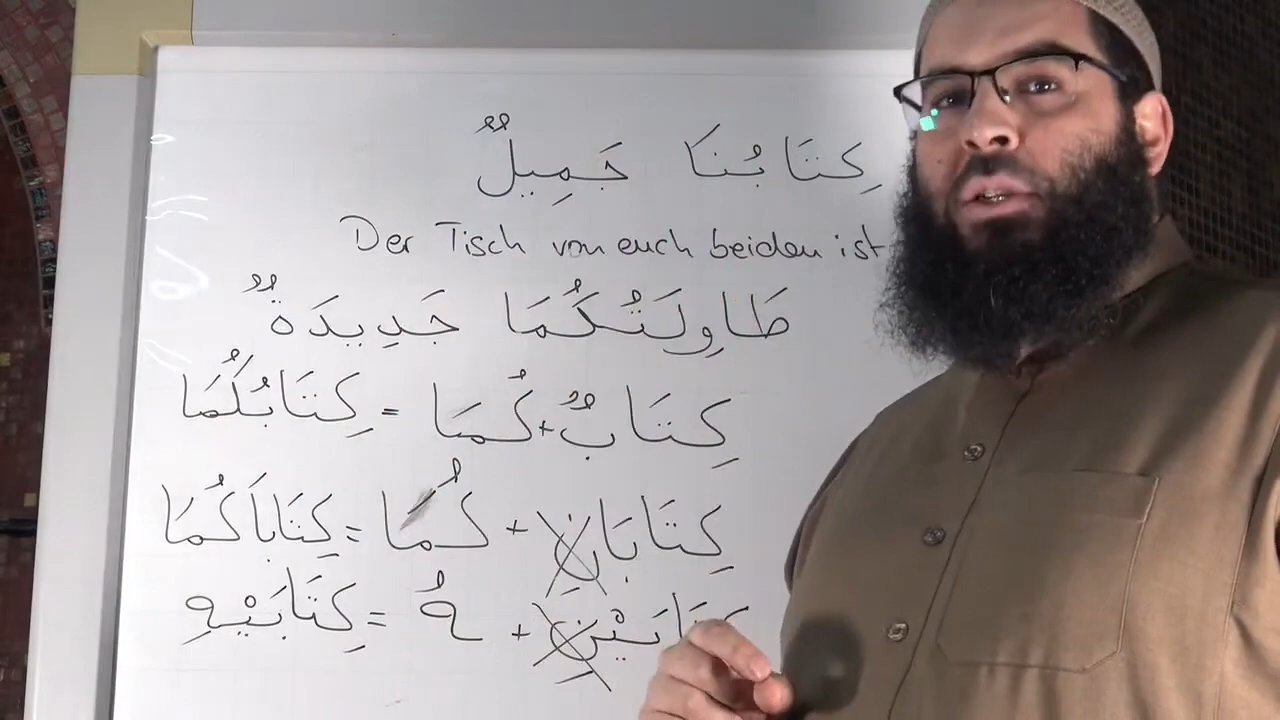 كِتَابُنَا جَمِيلٌ
Der Tisch von euch beiden ist
طَاوِلَتُكُمَا جَدِيدَةٌ
كِتَابٌ + كُمَا = كِتَابُكُمَا
كِتَابَانِ + كُمَا = كِتَابَاكُمَا
كِتَابَيْنِ + هُ = كِتَابَيْهِ